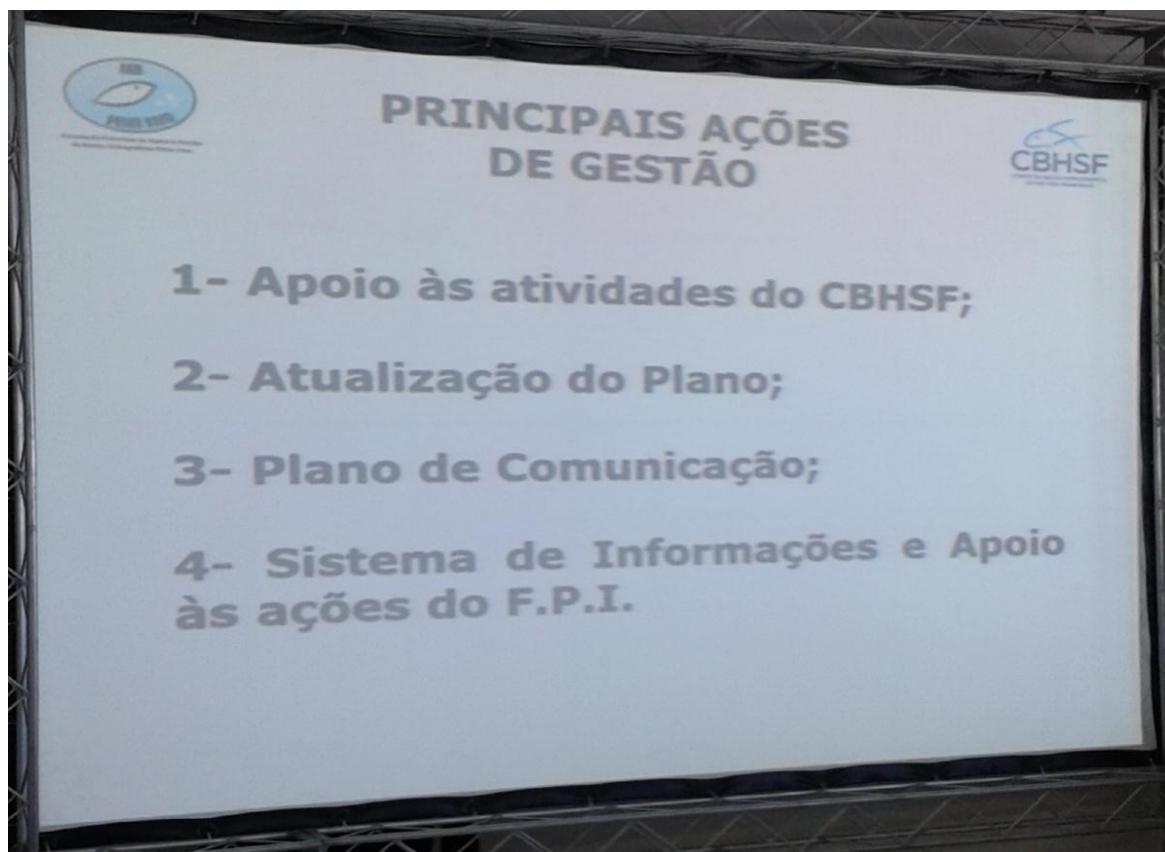 PRINCIPAIS AÇÕES
DE GESTÃO
CBHSF
1- Apoio às atividades do CBHSF;
2- Atualização do Plano;
3- Plano de Comunicação;
4- Sistema de Informações e Apoio
às ações do F.P.I.